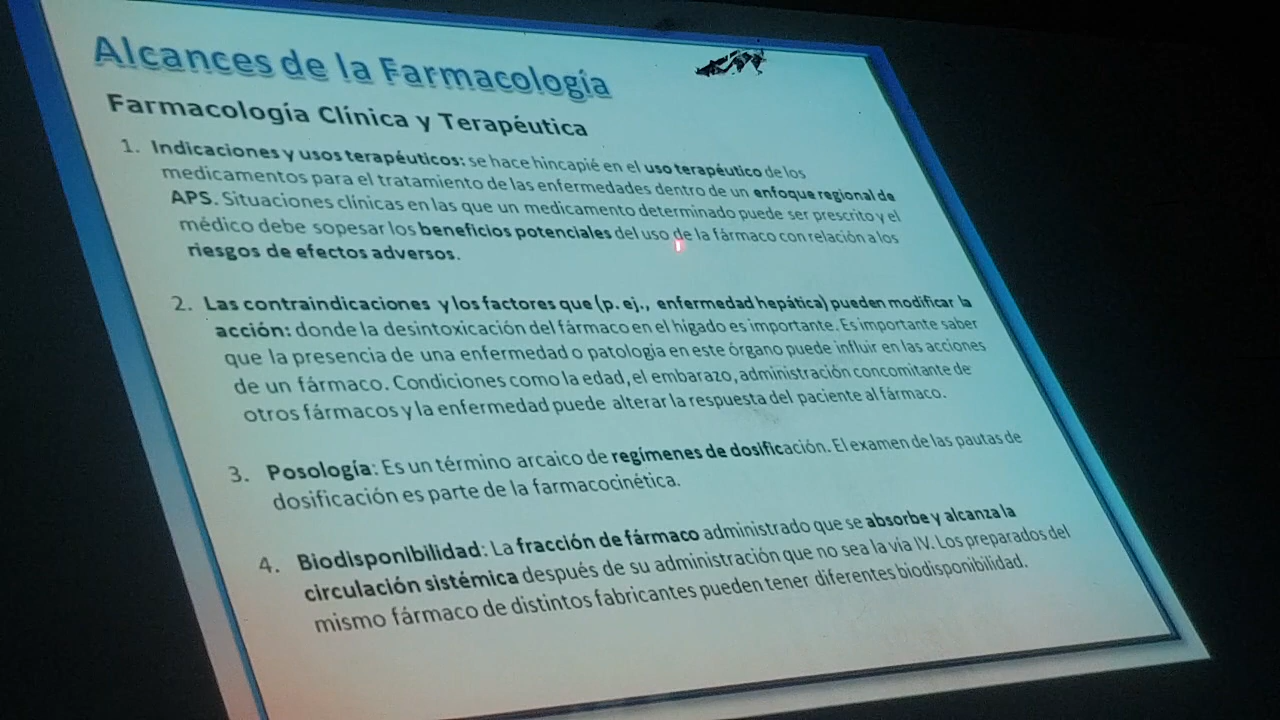 Alcances de la Farmacología
Farmacología Clínica y Terapéutica
1. Indicaciones y usos terapéuticos: se hace hincapié en el uso terapéutico de los
medicamentos para el tratamiento de las enfermedades dentro de un enfoque regional de
APS. Situaciones clínicas en las que un medicamento determinado puede ser prescrito y el
médico debe sopesar los beneficios potenciales del uso de la fármaco con relación a los
riesgos de efectos adversos.
2. Las contraindicaciones y los factores que (p. ej., enfermedad hepática) pueden modificar la
acción: donde la desintoxicación del fármaco en el hígado es importante. Es importante saber
que la presencia de una enfermedad o patología en este órgano puede influir en las acciones
de un fármaco. Condiciones como la edad, el embarazo, administración concomitante de
otros fármacos y la enfermedad puede alterar la respuesta del paciente al fármaco.
3. Posología: Es un término arcaico de regímenes de dosificación. El examen de las pautas de
dosificación es parte de la farmacocinética.
4. Biodisponibilidad: La fracción de fármaco administrado que se absorbe y alcanza la
circulación sistémica después de su administración que no sea la vía IV. Los preparados del
mismo fármaco de distintos fabricantes pueden tener diferentes biodisponibilidad.